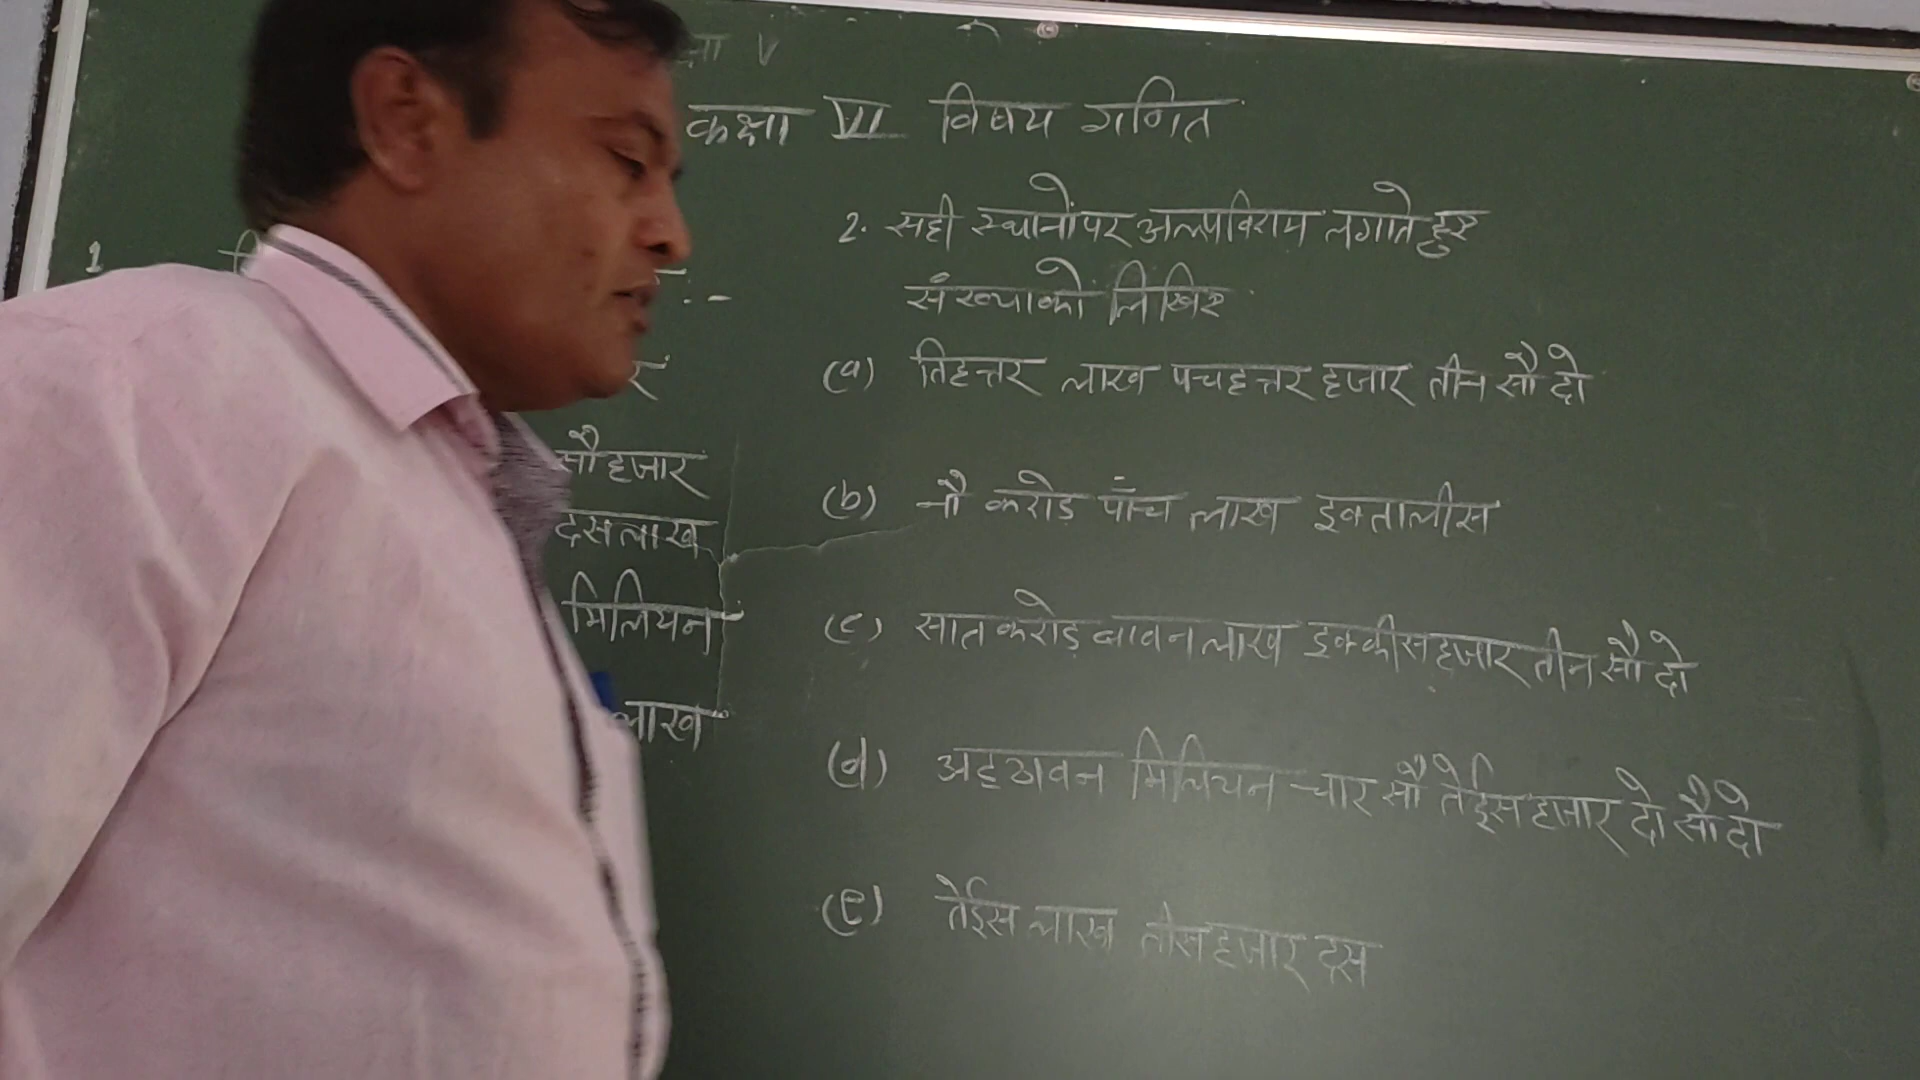 V
कक्षा VI विषय गणित
1
2. सही स्थानों पर अल्पविराम लगाते हुए
संख्या को लिखिए
(a) तिहत्तर लाख पचहत्तर हजार तीन सौ दो
सौ हजार
(b) नौ करोड़ पाँच लाख इकतालीस
दस लाख
मिलियन
(c) सात करोड़ बावन लाख इक्कीस हजार तीन सौ दो
लाख
(d) अट्ठावन मिलियन चार सौ तेईस हजार दो सौ दो
(e) तेईस लाख तीस हजार दस